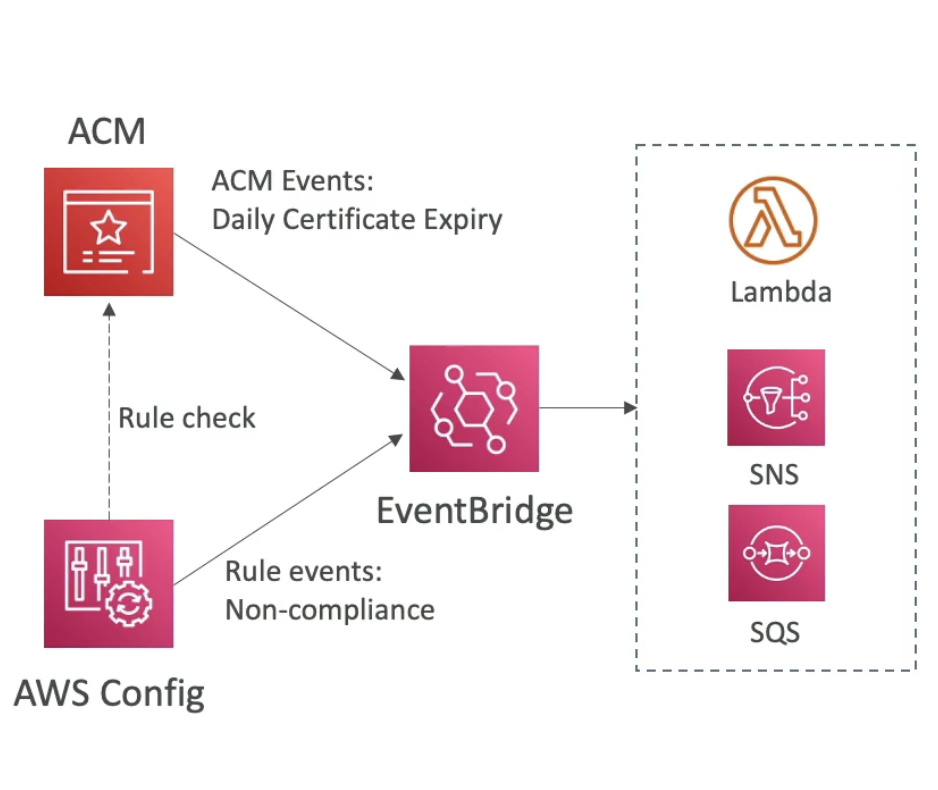 ACM
ACM Events:
Daily Certificate Expiry
Lambda
Rule check
SNS
EventBridge
Rule events:
Non-compliance
SQS
AWS Config